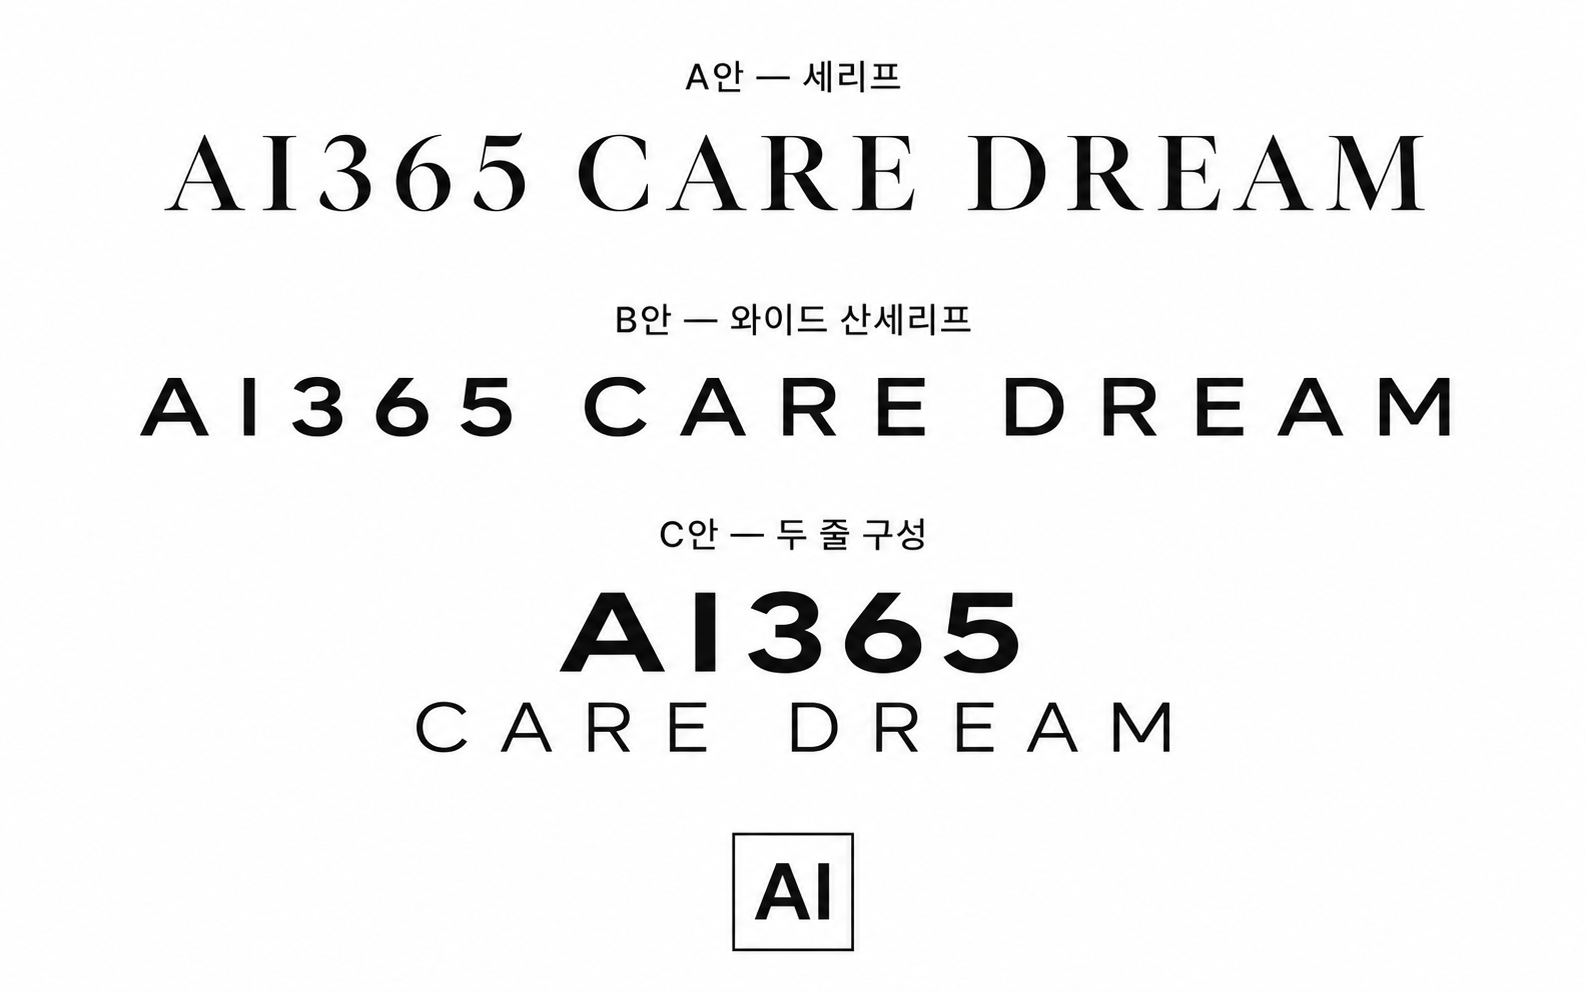 A안 — 세리프
AI365 CARE DREAM
B안 — 와이드 산세리프
AI365 CARE DREAM
C안 — 두 줄 구성
AI365
CARE DREAM
AI